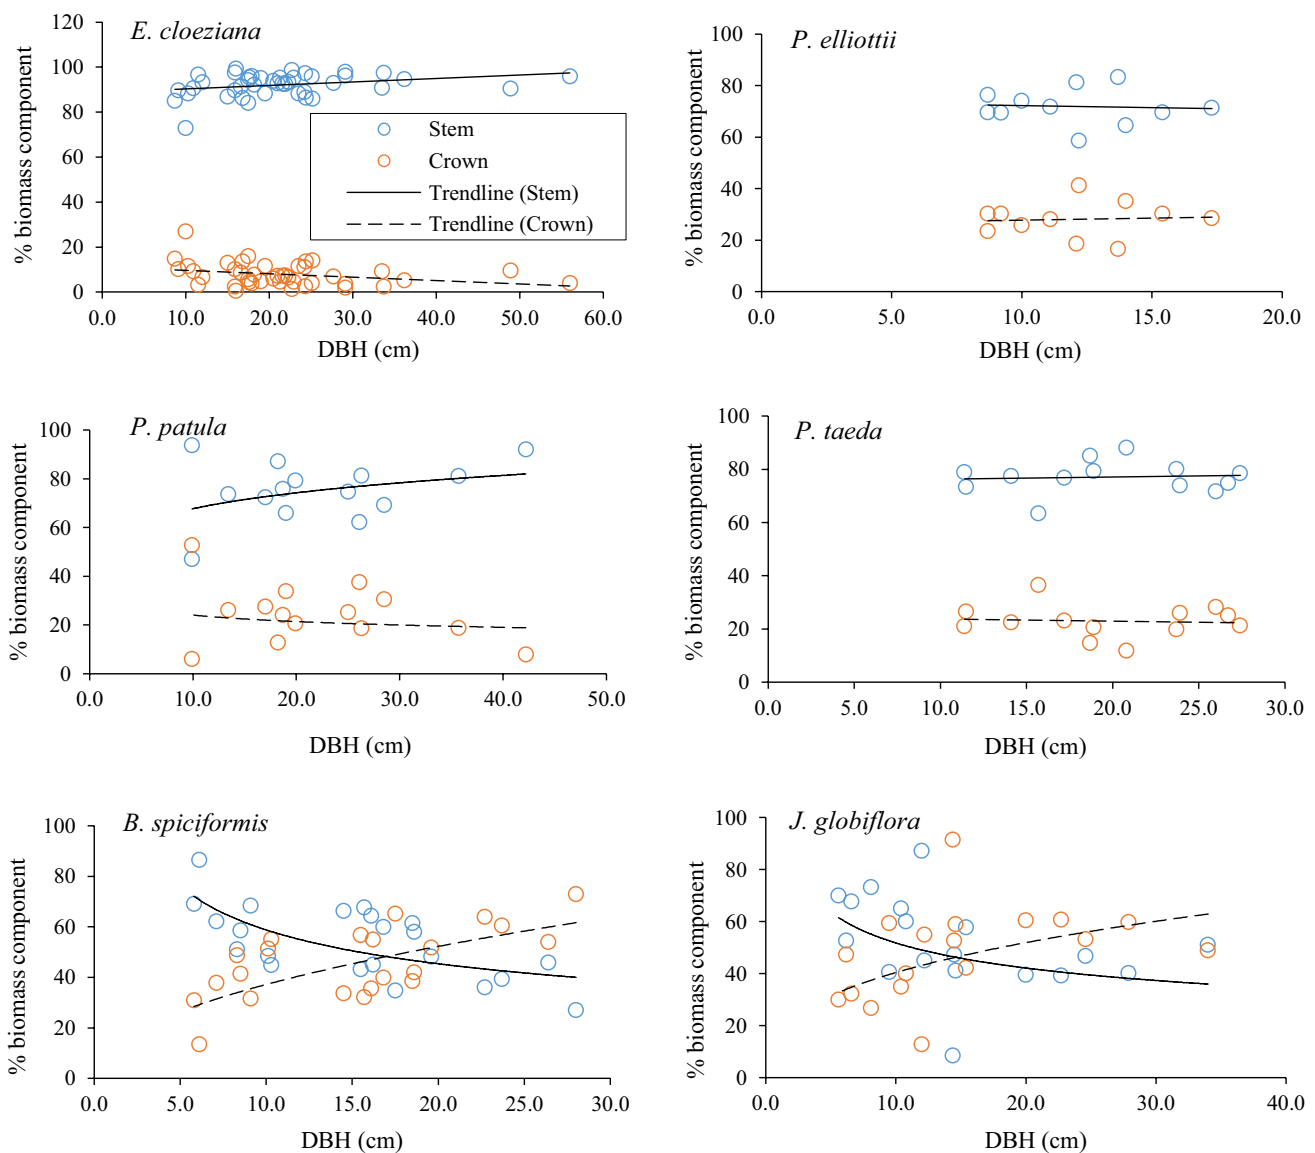 E. cloeziana
% biomass component
120
100
80
60
40
20
0
Stem
Crown
Trendline (Stem)
Trendline (Crown)
0.0 10.0 20.0 30.0 40.0 50.0 60.0
DBH (cm)
P. elliottii
% biomass component
100
80
60
40
20
0
0.0 5.0 10.0 15.0 20.0
DBH (cm)
P. patula
% biomass component
100
80
60
40
20
0
0.0 10.0 20.0 30.0 40.0 50.0
DBH (cm)
P. taeda
% biomass component
100
80
60
40
20
0
0.0 5.0 10.0 15.0 20.0 25.0 30.0
DBH (cm)
B. spiciformis
% biomass component
100
80
60
40
20
0
0.0 5.0 10.0 15.0 20.0 25.0 30.0
DBH (cm)
J. globiflora
% biomass component
100
80
60
40
20
0
0.0 10.0 20.0 30.0 40.0
DBH (cm)